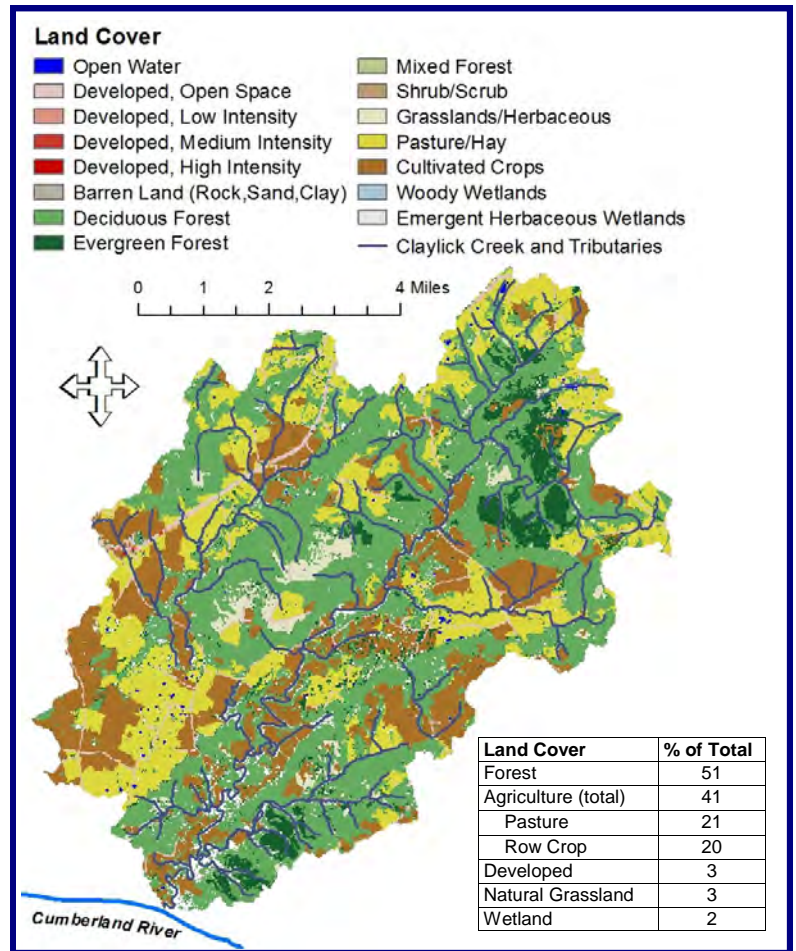 Land Cover
Open Water
Developed, Open Space
Developed, Low Intensity
Developed, Medium Intensity
Developed, High Intensity
Barren Land (Rock,Sand,Clay)
Deciduous Forest
Evergreen Forest
Mixed Forest
Shrub/Scrub
Grasslands/Herbaceous
Pasture/Hay
Cultivated Crops
Woody Wetlands
Emergent Herbaceous Wetlands
Claylick Creek and Tributaries
0 1 2 4 Miles
Land Cover % of Total
Forest 51
Agriculture (total) 41
Pasture 21
Row Crop 20
Developed 3
Natural Grassland 3
Wetland 2
Cumberland River